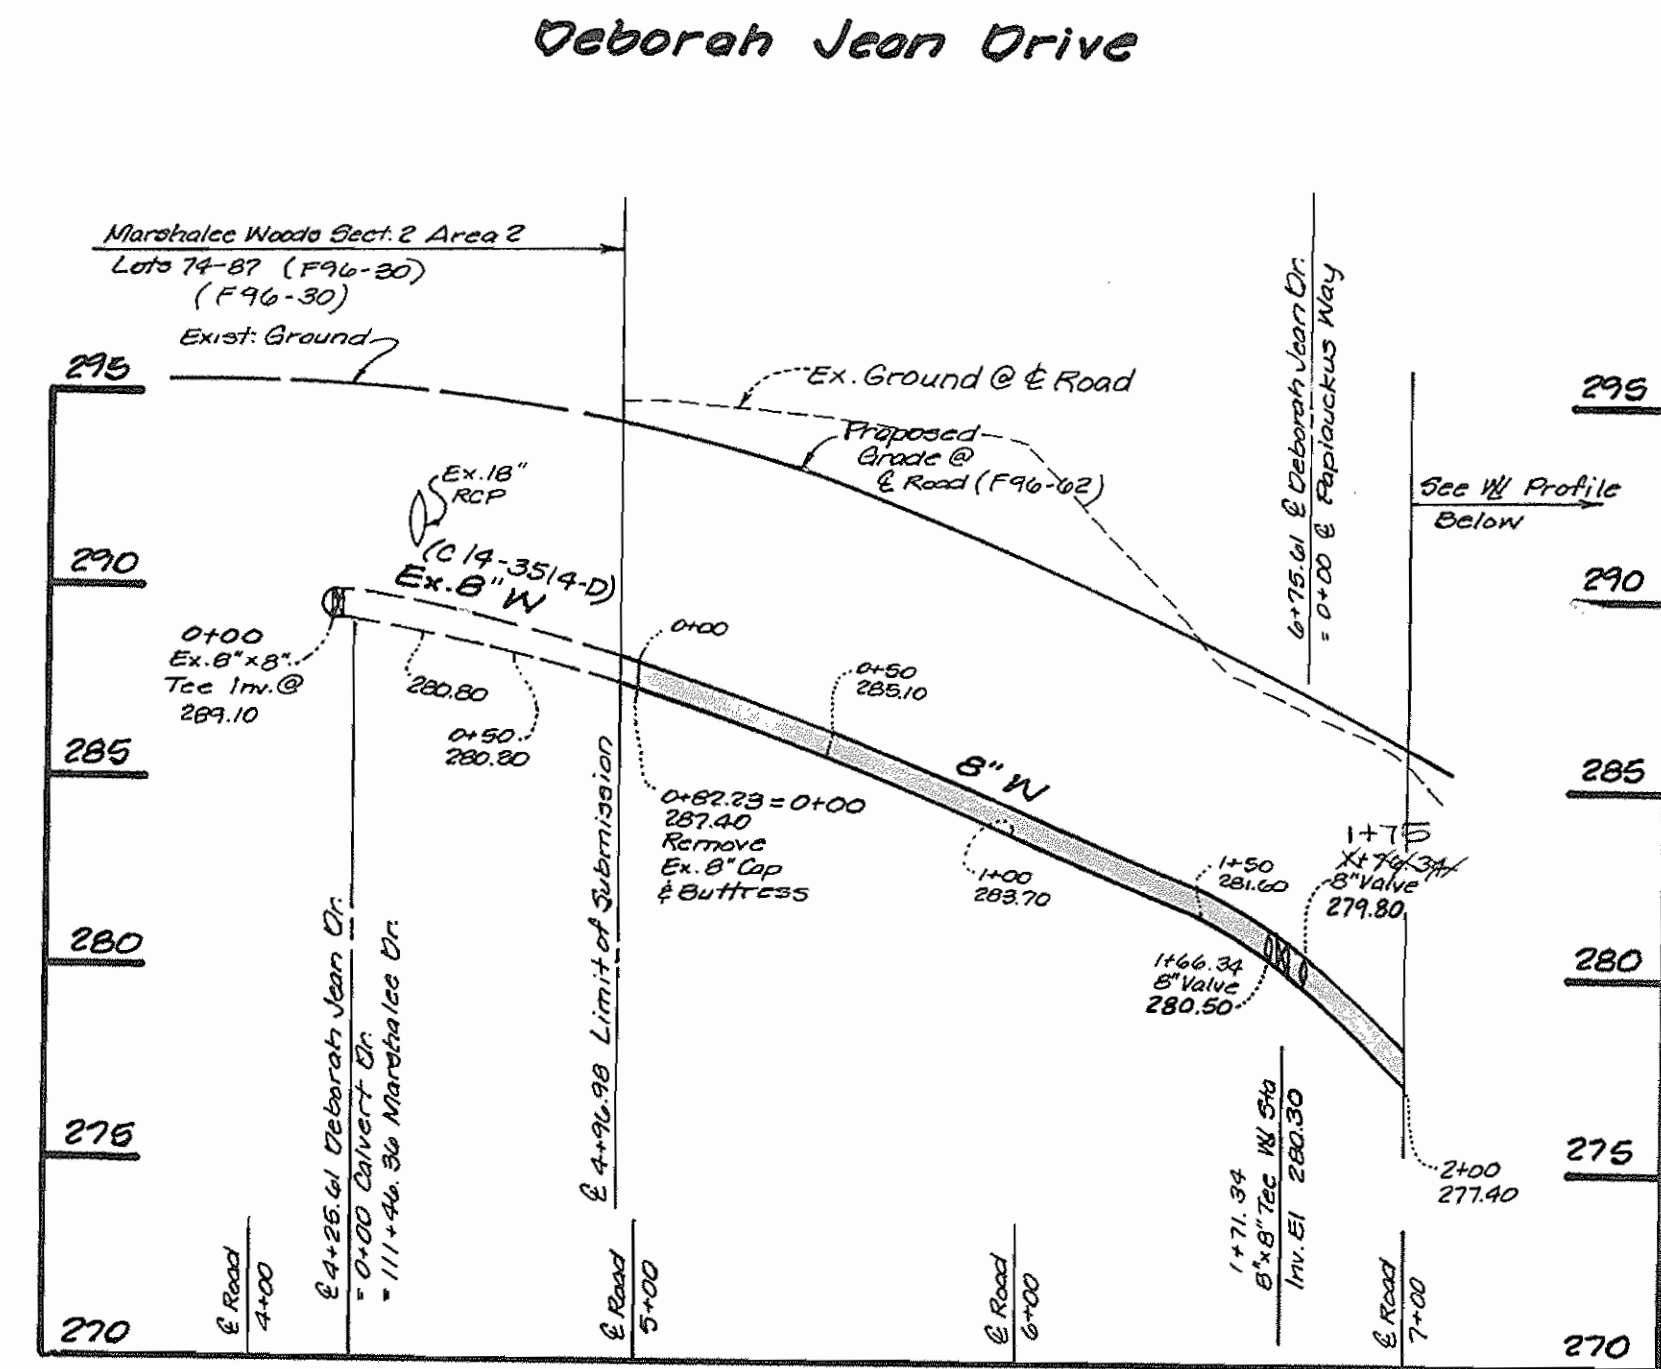 Deborah Jean Drive
Marshalee Woods Sect. 2 Area 2
Lots 74-87 (F96-30)
(F96-30)
Exist. Ground
295
295
Ex. Ground @ ℄ Road
Proposed
Grade @
℄ Road (F96-62)
6+75.61 ℄ Deborah Jean Dr.
= 0+00 ℄ Paplauckus Way
See W Profile
Below
Ex. 18"
RCP
(C 14-3514-D)
Ex. 8" W
290
290
0+00
Ex. 8" x 8"
Tee Inv. @
289.10
0+50
0+00
0+50
285.10
285
285
8" W
0+82.23 = 0+00
287.40
Remove
Ex. 8" Cap
& Buttress
1+00
283.70
1+50
281.60
1+75
8" Valve
279.80
1+66.34
8" Valve
280.50
280
280
℄ 4+25.61 Deborah Jean Dr.
= 0+00 Calvert Dr.
= 111+46.36 Marshalee Dr.
℄ 4+96.98 Limit of Submission
1+71.34
8" x 8" Tee W Sta
Inv. El 280.30
275
275
2+00
277.40
℄ Road
4+00
℄ Road
5+00
℄ Road
6+00
℄ Road
7+00
270
270